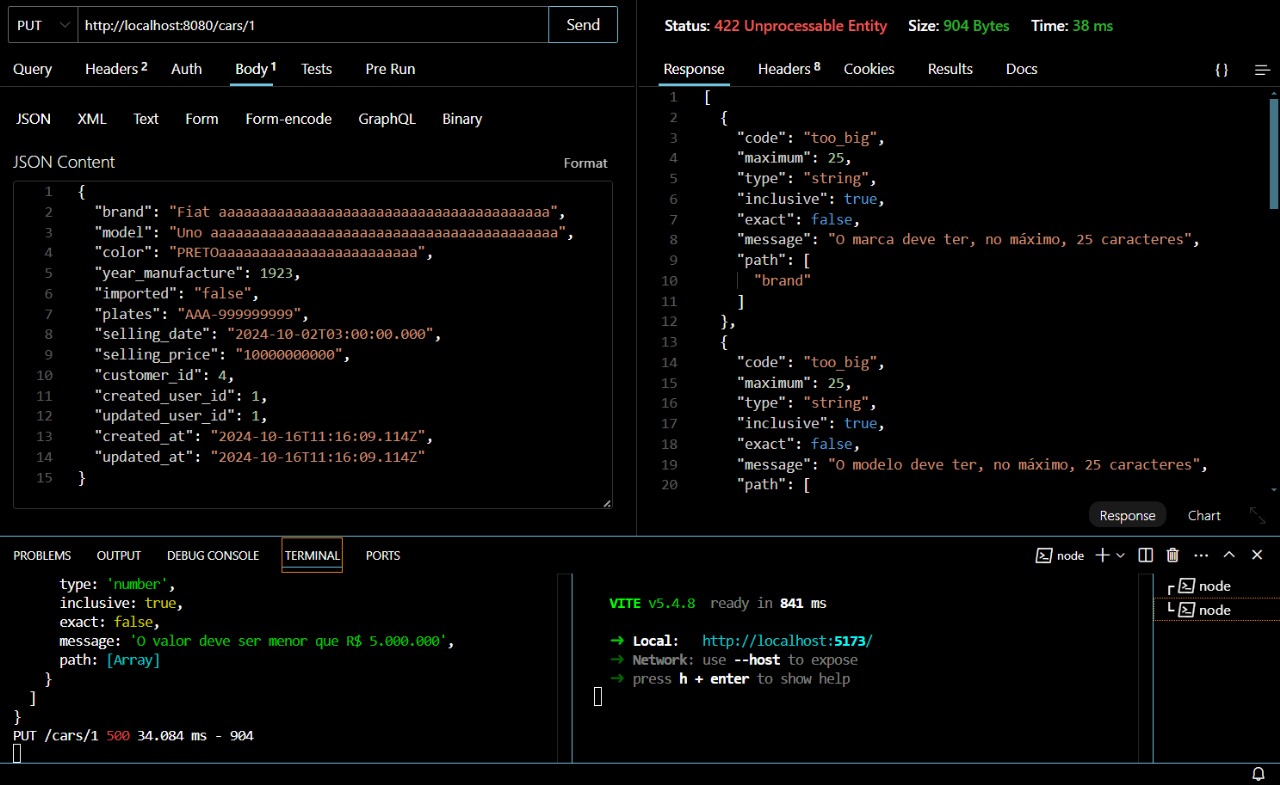 PUT http://localhost:8080/cars/1 Send
Query Headers 2 Auth Body 1 Tests Pre Run
JSON XML Text Form Form-encode GraphQL Binary
JSON Content Format
1 {
2 "brand": "Fiat aaaaaaaaaaaaaaaaaaaaaaaaaaaaaaaaaaaaaaaa",
3 "model": "Uno aaaaaaaaaaaaaaaaaaaaaaaaaaaaaaaaaaaaaaaaaa",
4 "color": "PRETOaaaaaaaaaaaaaaaaaaaaaaaa",
5 "year_manufacture": 1923,
6 "imported": "false",
7 "plates": "AAA-999999999",
8 "selling_date": "2024-10-02T03:00:00.000",
9 "selling_price": "10000000000",
10 "customer_id": 4,
11 "created_user_id": 1,
12 "updated_user_id": 1,
13 "created_at": "2024-10-16T11:16:09.114Z",
14 "updated_at": "2024-10-16T11:16:09.114Z"
15 }
Status: 422 Unprocessable Entity Size: 904 Bytes Time: 38 ms
Response Headers 8 Cookies Results Docs { }
1 [
2 {
3 "code": "too_big",
4 "maximum": 25,
5 "type": "string",
6 "inclusive": true,
7 "exact": false,
8 "message": "O marca deve ter, no máximo, 25 caracteres",
9 "path": [
10 "brand"
11 ]
12 },
13 {
14 "code": "too_big",
15 "maximum": 25,
16 "type": "string",
17 "inclusive": true,
18 "exact": false,
19 "message": "O modelo deve ter, no máximo, 25 caracteres",
20 "path": [
Response Chart
PROBLEMS OUTPUT DEBUG CONSOLE TERMINAL PORTS node
type: 'number',
inclusive: true,
exact: false,
message: 'O valor deve ser menor que R$ 5.000.000',
path: [Array]
}
]
}
PUT /cars/1 500 34.084 ms - 904
VITE v5.4.8 ready in 841 ms
➜ Local: http://localhost:5173/
➜ Network: use --host to expose
➜ press h + enter to show help
node
node